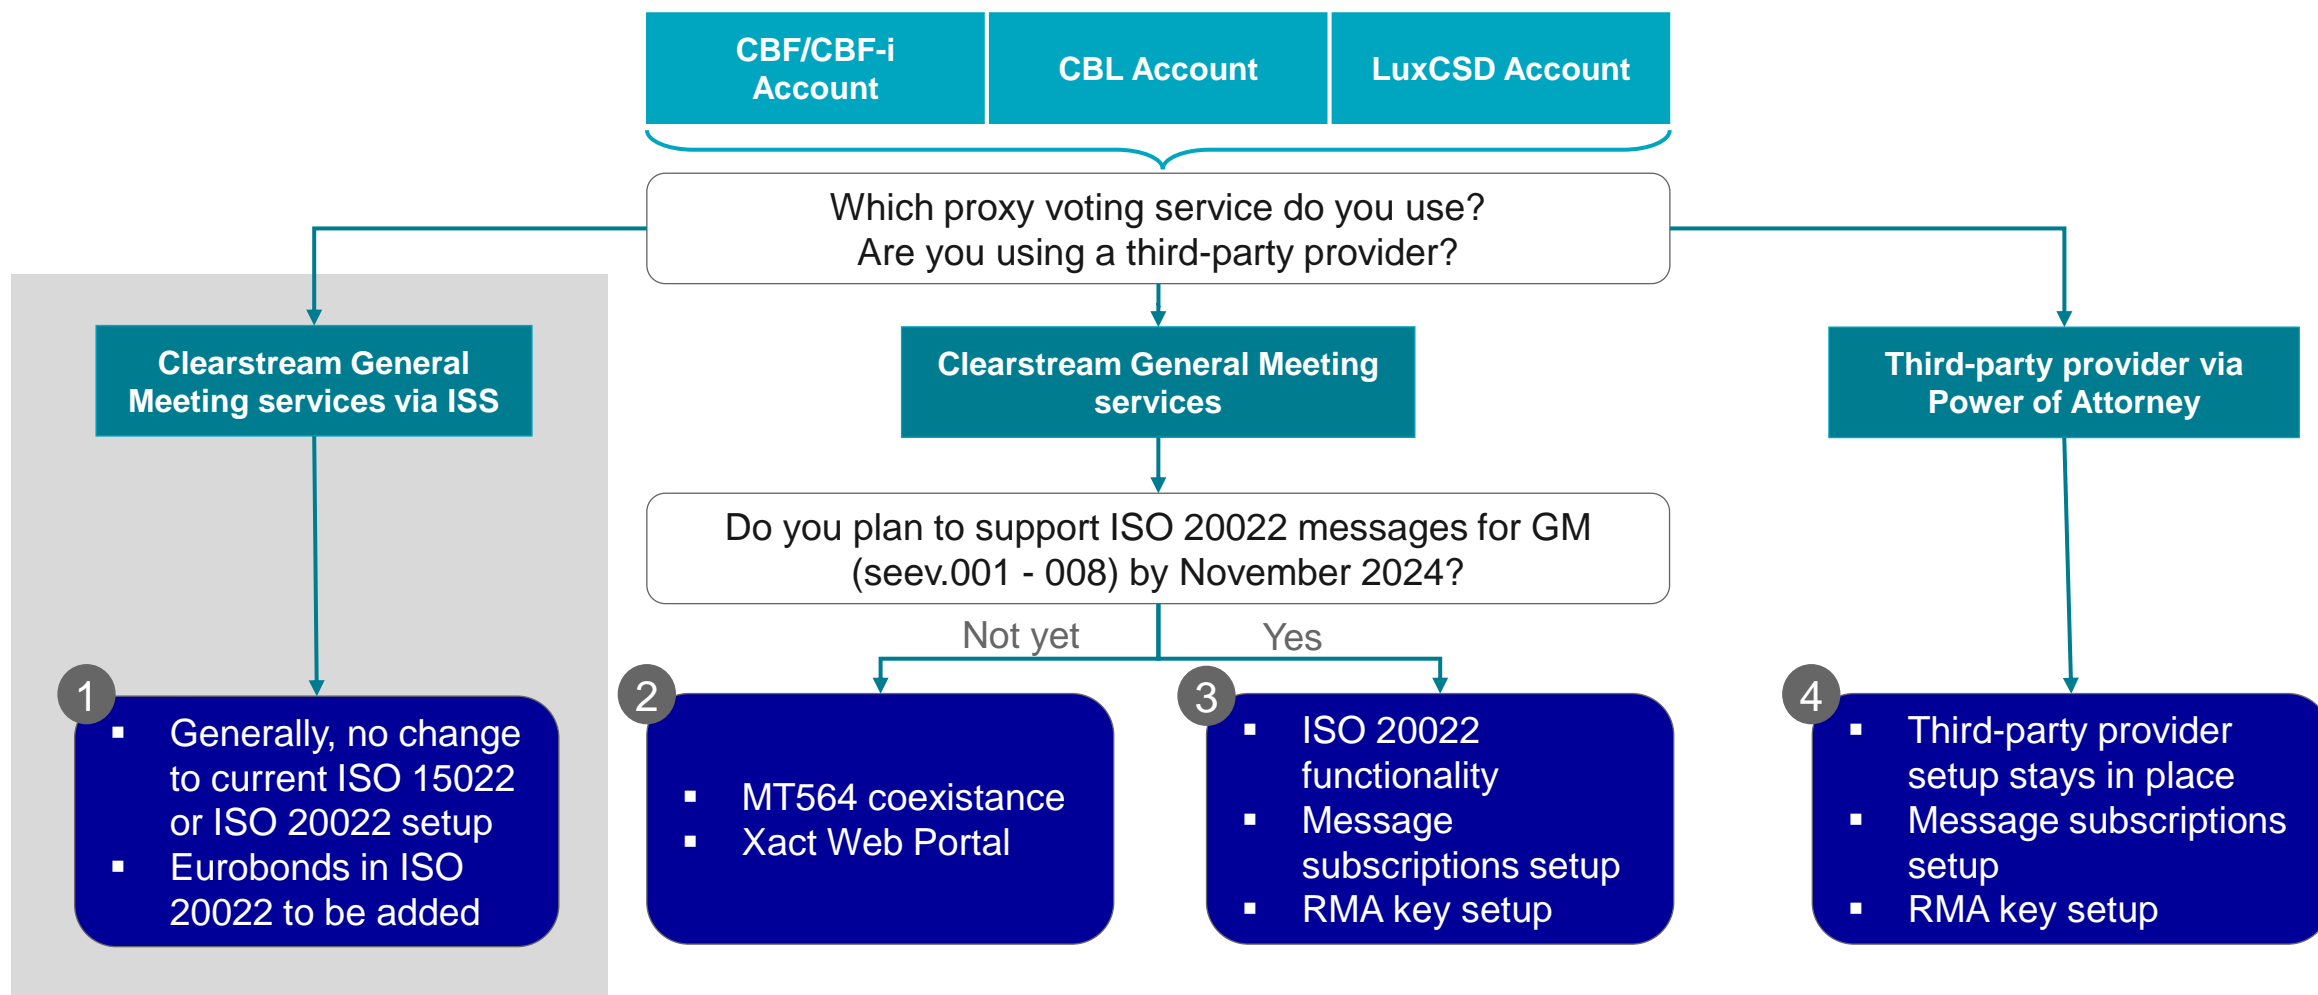 CBF/CBF-i
Account
CBL Account
LuxCSD Account
Which proxy voting service do you use?
Are you using a third-party provider?
Clearstream General
Meeting services via ISS
Clearstream General Meeting
services
Third-party provider via
Power of Attorney
Do you plan to support ISO 20022 messages for GM
(seev.001 - 008) by November 2024?
Not yet
Yes
1
▪ Generally, no change
to current ISO 15022
or ISO 20022 setup
▪ Eurobonds in ISO
20022 to be added
2
▪ MT564 coexistance
▪ Xact Web Portal
3
▪ ISO 20022
functionality
▪ Message
subscriptions setup
▪ RMA key setup
4
▪ Third-party provider
setup stays in place
▪ Message subscriptions
setup
▪ RMA key setup